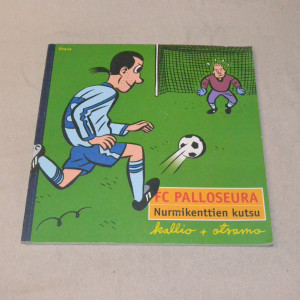 FC PALLOSEURA
Nurmikenttien kutsu
kallio + otsamo